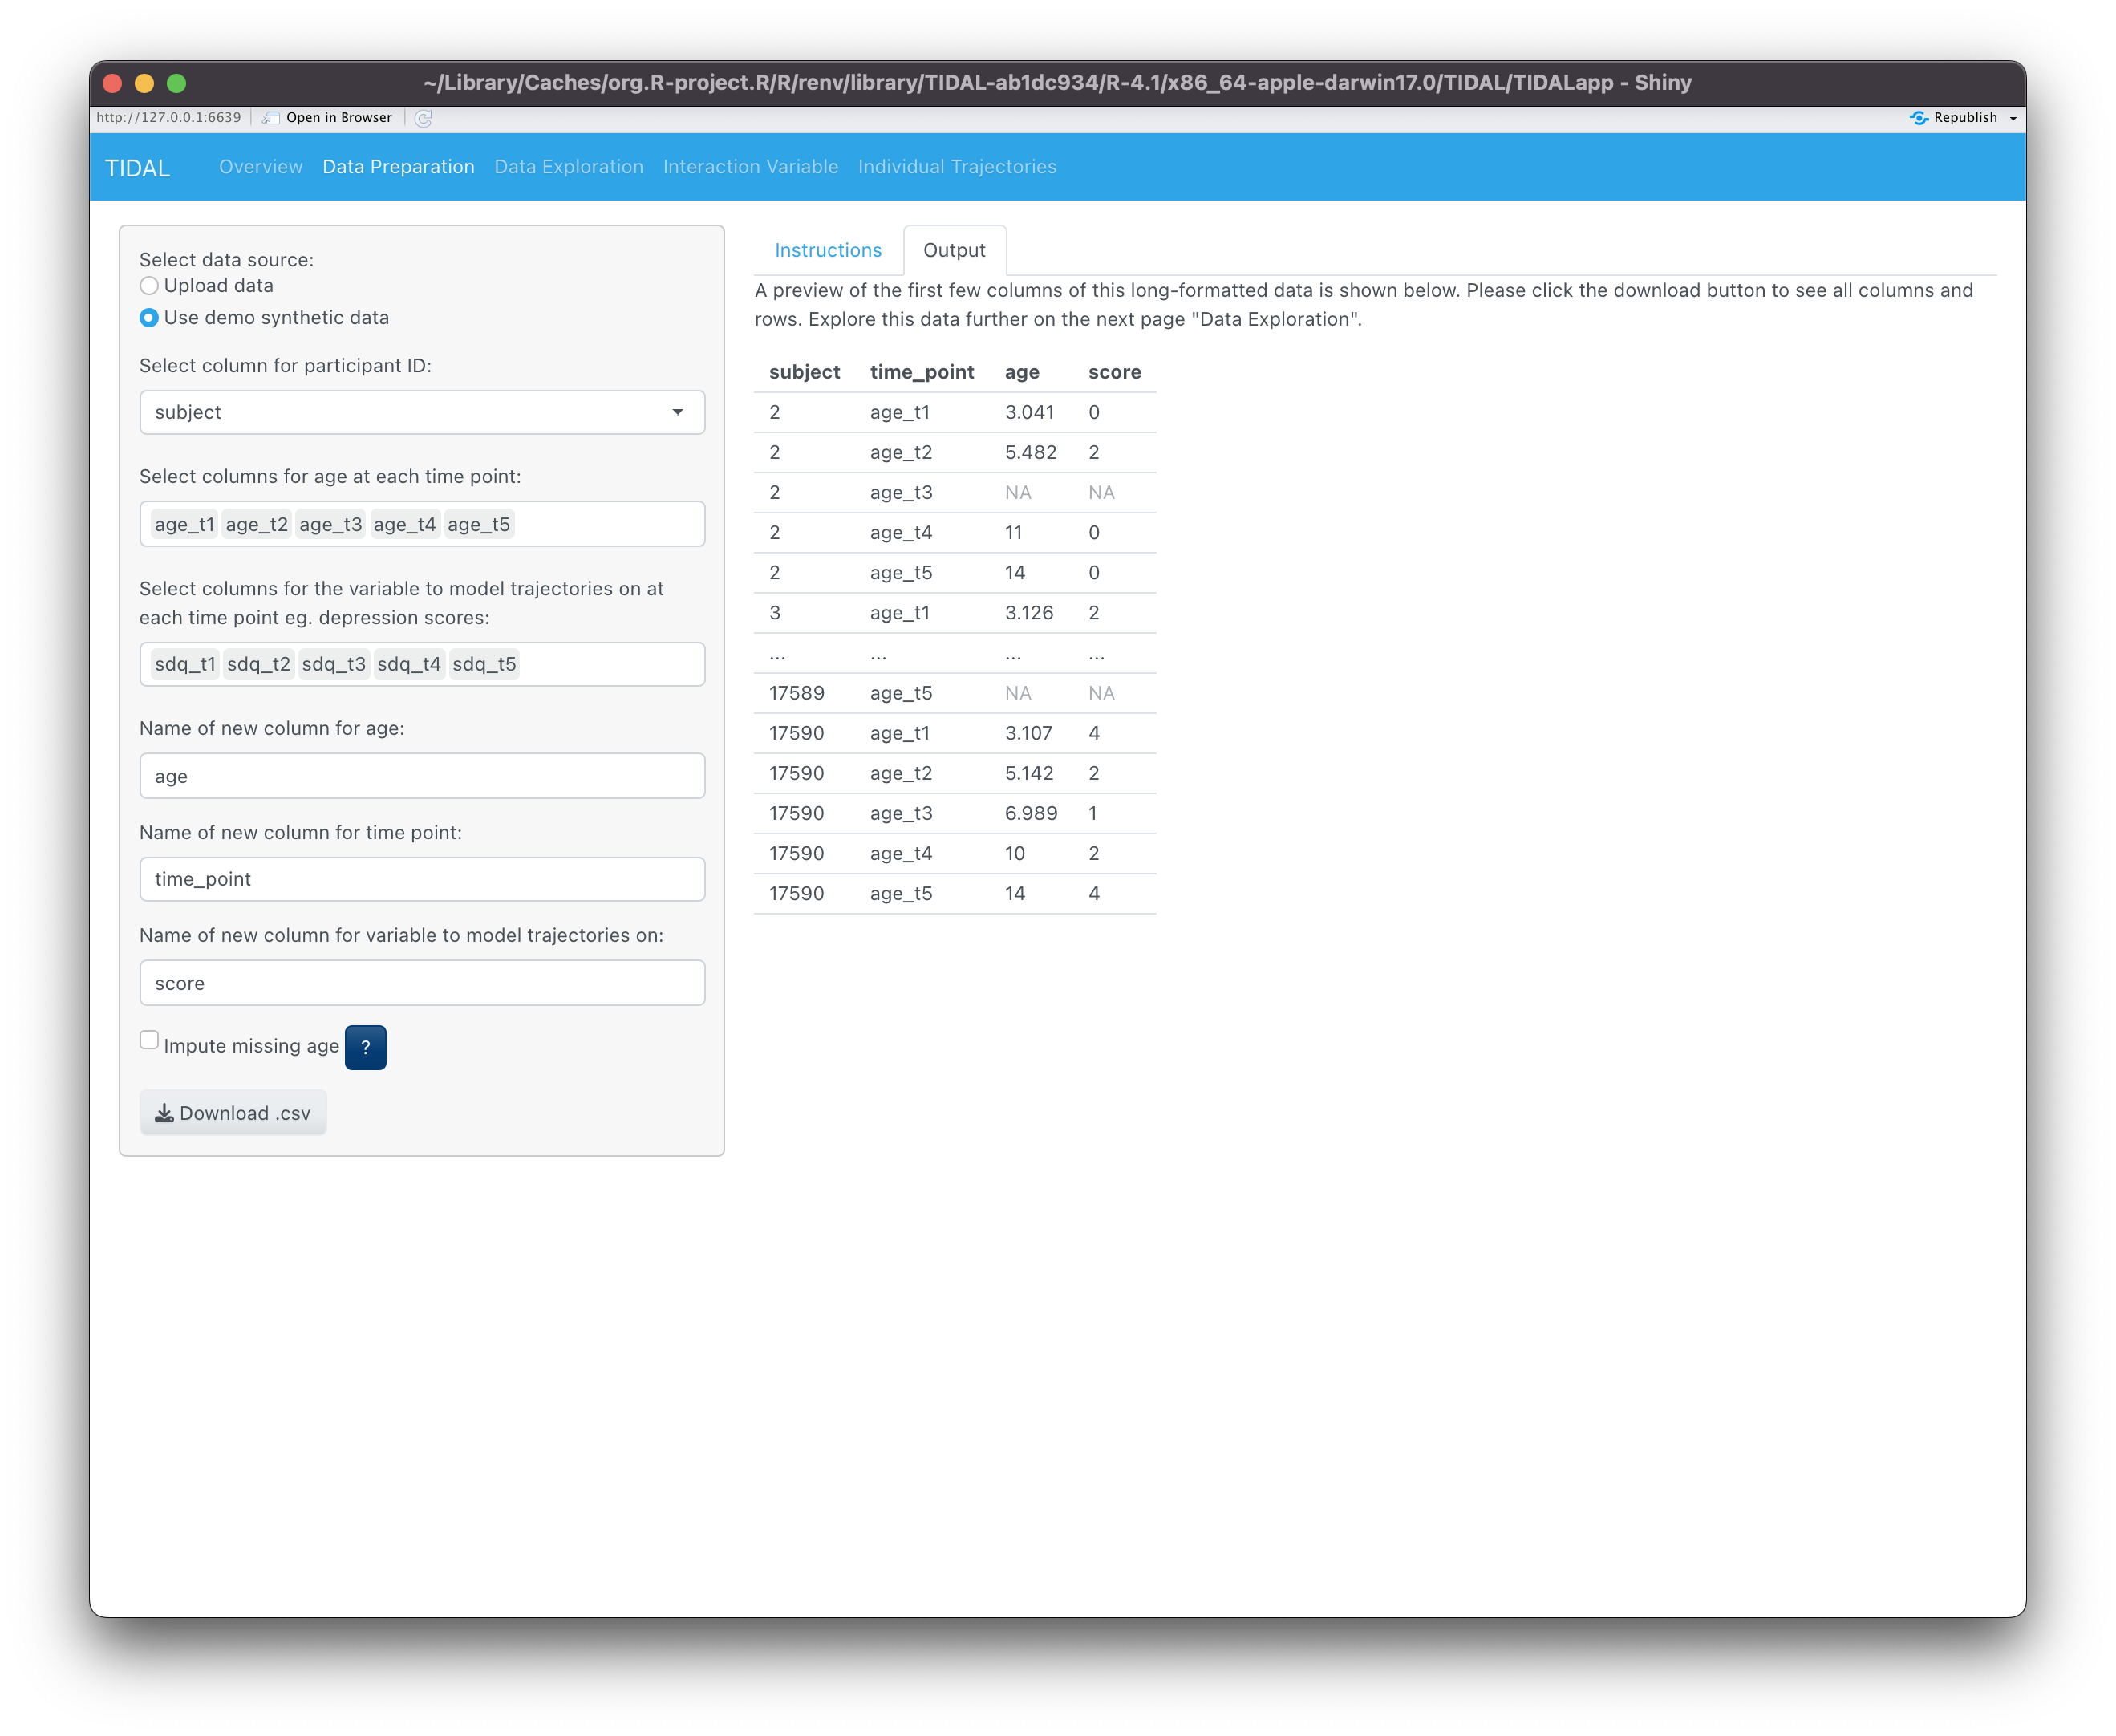 ~/Library/Caches/org.R-project.R/R/renv/library/TIDAL-ab1dc934/R-4.1/x86_64-apple-darwin17.0/TIDAL/TIDALapp - Shiny
http://127.0.0.1:6639 Open in Browser Republish
TIDAL Overview Data Preparation Data Exploration Interaction Variable Individual Trajectories
Select data source:
Upload data
Use demo synthetic data
Select column for participant ID:
subject
Select columns for age at each time point:
age_t1 age_t2 age_t3 age_t4 age_t5
Select columns for the variable to model trajectories on at
each time point eg. depression scores:
sdq_t1 sdq_t2 sdq_t3 sdq_t4 sdq_t5
Name of new column for age:
age
Name of new column for time point:
time_point
Name of new column for variable to model trajectories on:
score
Impute missing age ?
Download .csv
Instructions Output
A preview of the first few columns of this long-formatted data is shown below. Please click the download button to see all columns and
rows. Explore this data further on the next page "Data Exploration".
subject time_point age score
2 age_t1 3.041 0
2 age_t2 5.482 2
2 age_t3 NA NA
2 age_t4 11 0
2 age_t5 14 0
3 age_t1 3.126 2
... ... ... ...
17589 age_t5 NA NA
17590 age_t1 3.107 4
17590 age_t2 5.142 2
17590 age_t3 6.989 1
17590 age_t4 10 2
17590 age_t5 14 4